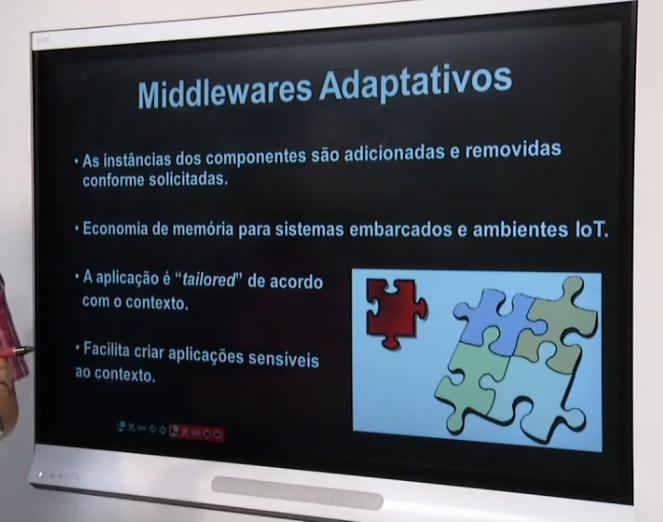 Middlewares Adaptativos
• As instâncias dos componentes são adicionadas e removidas
conforme solicitadas.
• Economia de memória para sistemas embarcados e ambientes IoT.
• A aplicação é “tailored” de acordo
com o contexto.
• Facilita criar aplicações sensíveis
ao contexto.